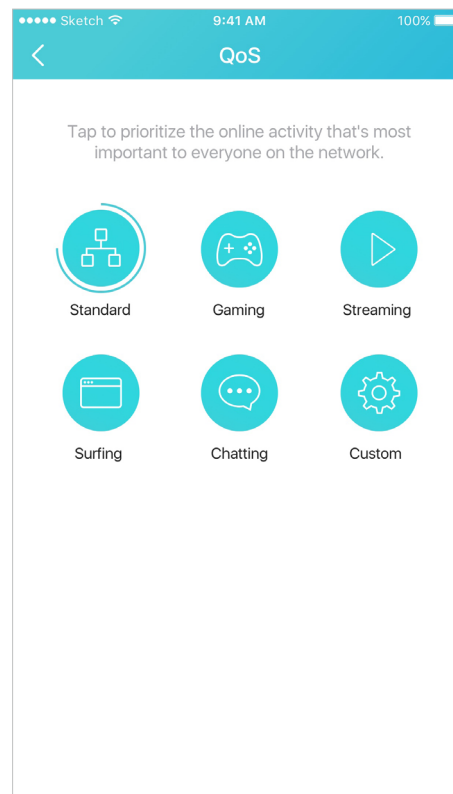 Sketch 9:41 AM 100%
QoS
Tap to prioritize the online activity that's most
important to everyone on the network.
Standard Gaming Streaming
Surfing Chatting Custom